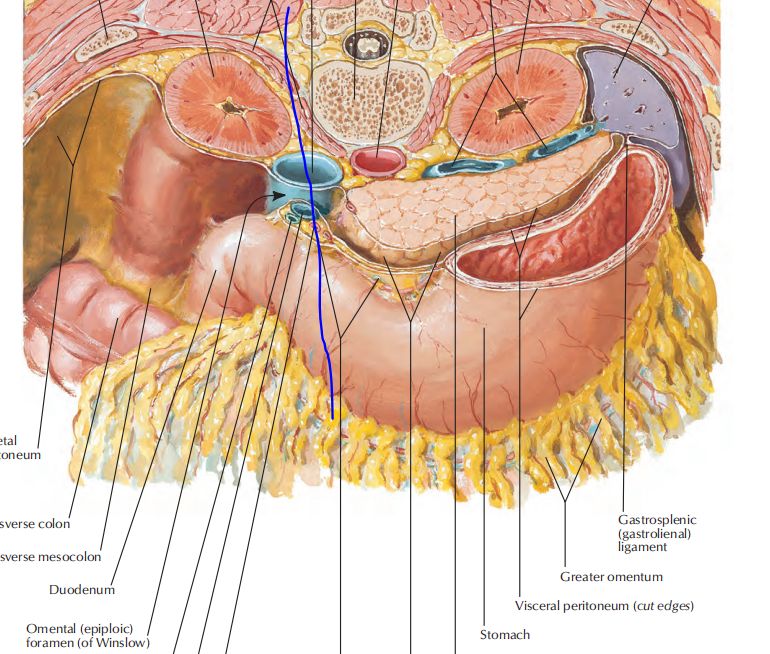 etal
toneum
sverse colon
sverse mesocolon
Duodenum
Omental (epiploic)
foramen (of Winslow)
Gastrosplenic
(gastrolienal)
ligament
Greater omentum
Visceral peritoneum (cut edges)
Stomach